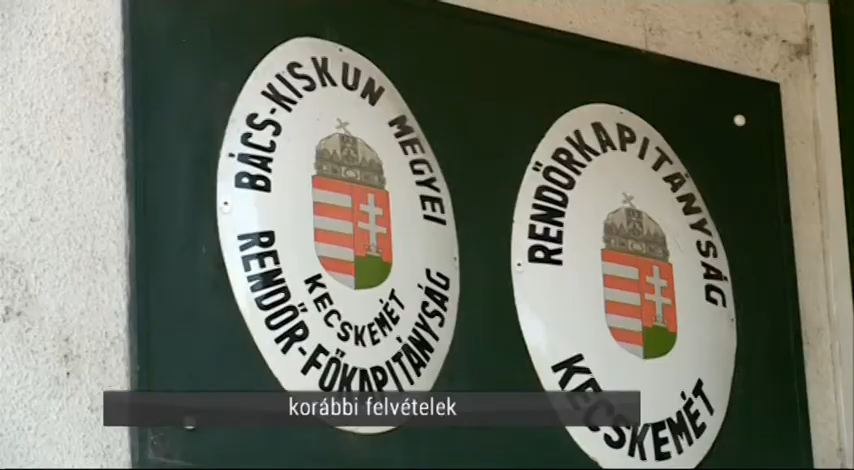 BÁCS-KISKUN MEGYEI
RENDŐR-FŐKAPITÁNYSÁG
KECSKEMÉT
RENDŐRKAPITÁNYSÁG
KECSKEMÉT
korábbi felvételek